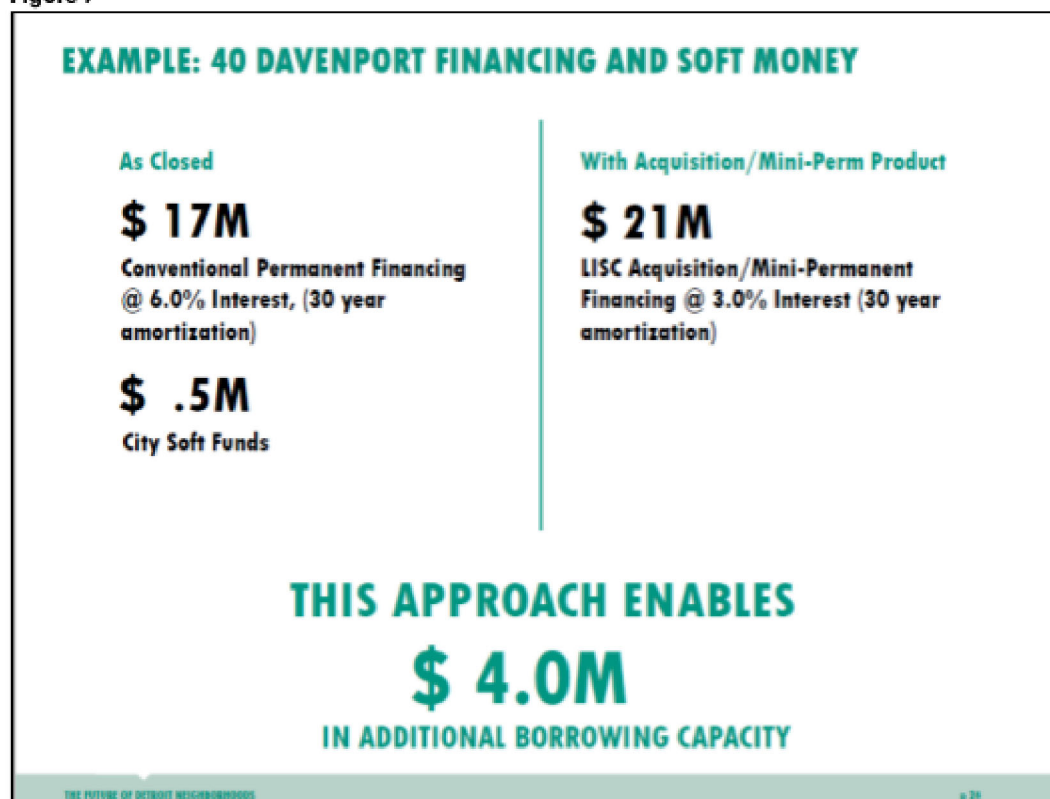 EXAMPLE: 40 DAVENPORT FINANCING AND SOFT MONEY
As Closed
$ 17M
Conventional Permanent Financing
@ 6.0% Interest, (30 year
amortization)
$ .5M
City Soft Funds
With Acquisition/Mini-Perm Product
$ 21M
LISC Acquisition/Mini-Permanent
Financing @ 3.0% Interest (30 year
amortization)
THIS APPROACH ENABLES
$ 4.0M
IN ADDITIONAL BORROWING CAPACITY
THE FUTURE OF DETROIT NEIGHBORHOODS